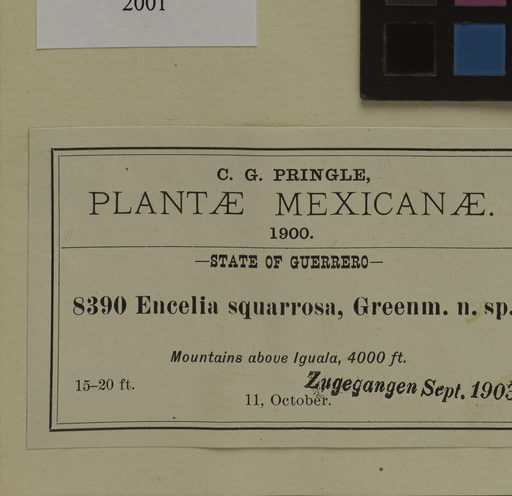 2001
C. G. PRINGLE,
PLANTÆ MEXICANÆ.
1900.
—STATE OF GUERRERO—
8390 Encelia squarrosa, Greenm. n. sp.
Mountains above Iguala, 4000 ft.
15–20 ft.
Zugegangen Sept. 1903
11, October.